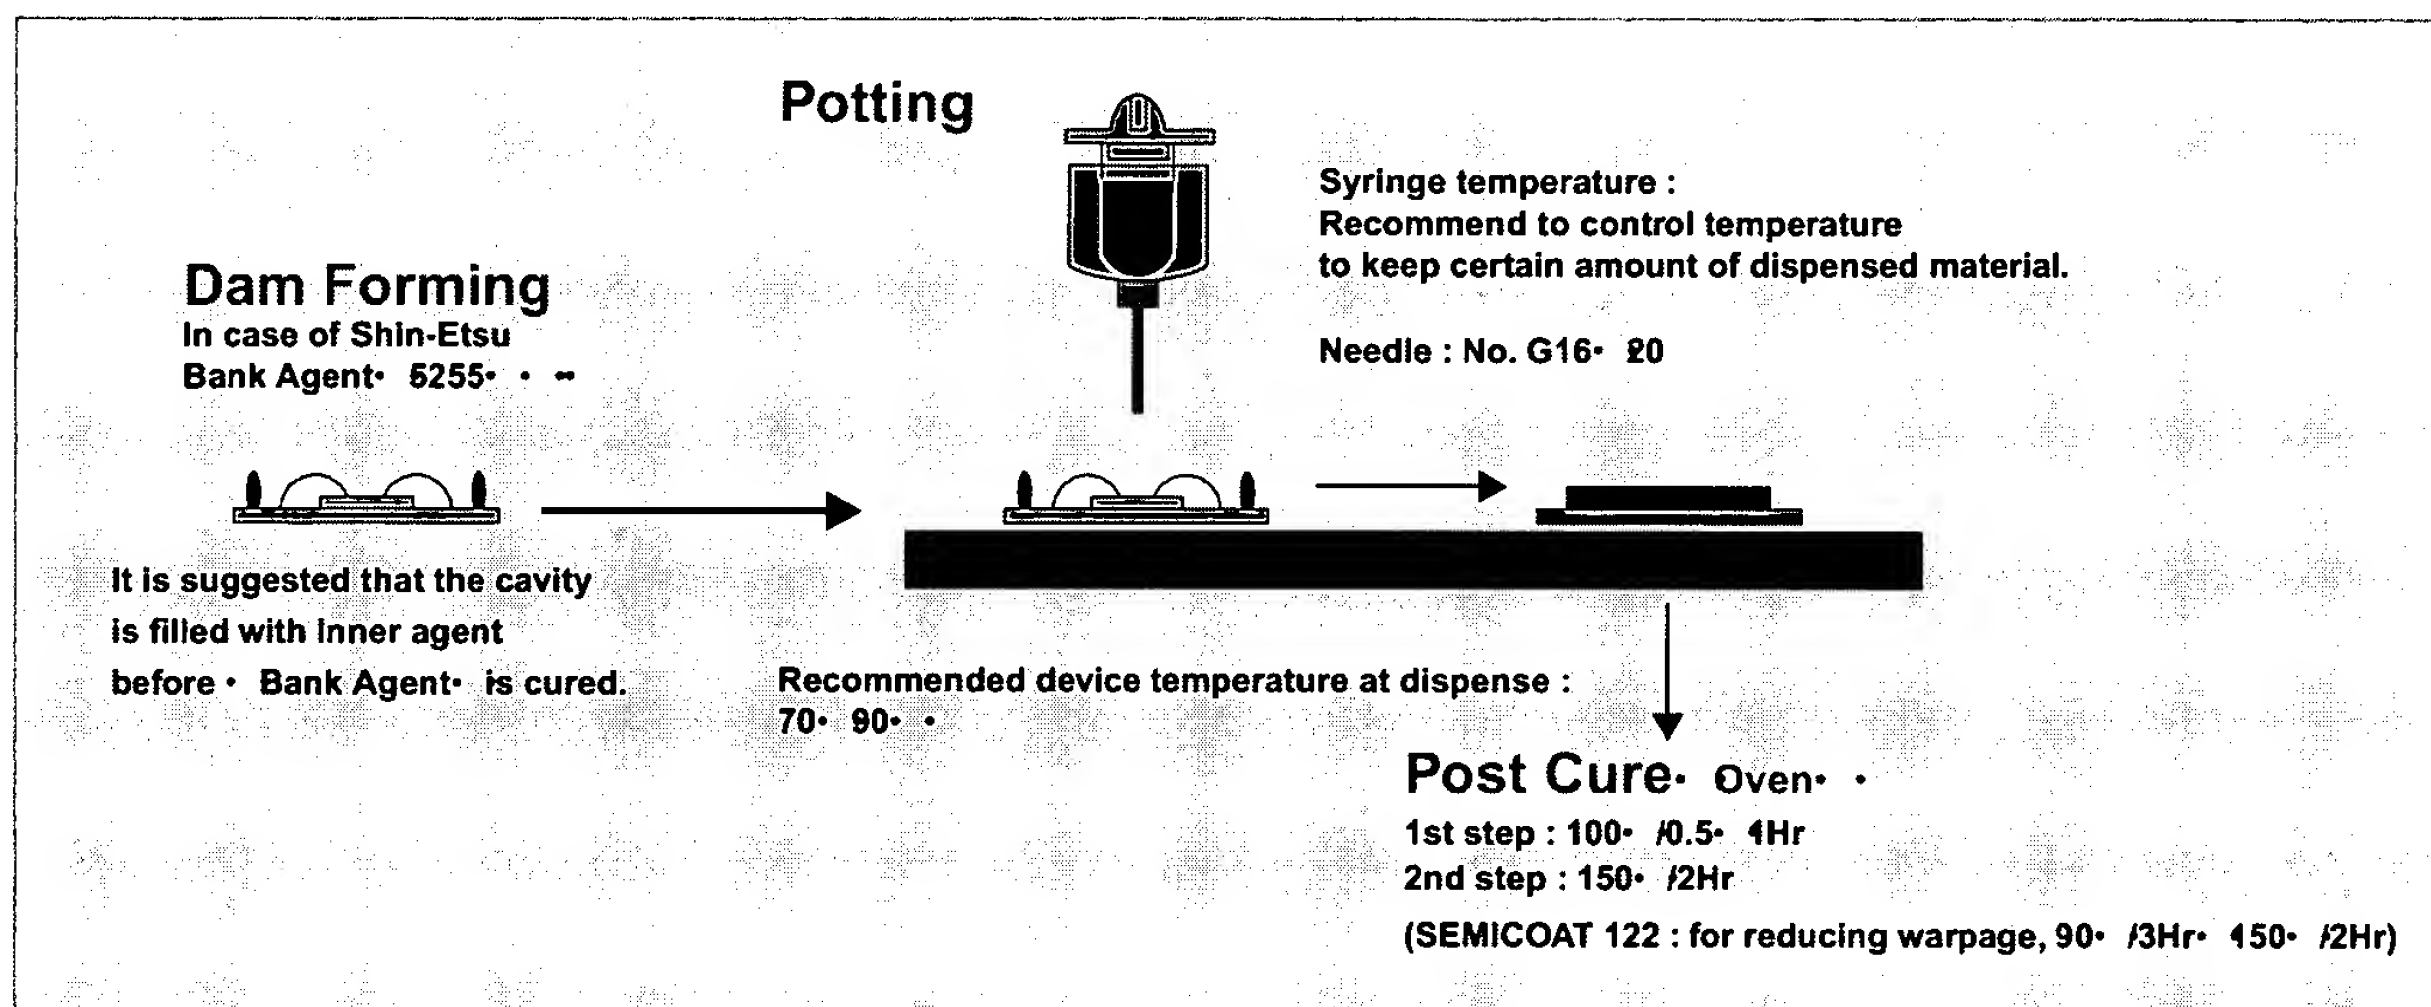 Potting
Syringe temperature :
Recommend to control temperature
to keep certain amount of dispensed material.
Needle : No. G16• 20
Dam Forming
In case of Shin-Etsu
Bank Agent• 5255• •
It is suggested that the cavity
is filled with inner agent
before • Bank Agent• is cured.
Recommended device temperature at dispense :
70• 90• •
Post Cure• Oven• •
1st step : 100• /0.5• 1Hr
2nd step : 150• /2Hr
(SEMICOAT 122 : for reducing warpage, 90• /3Hr• 150• /2Hr)